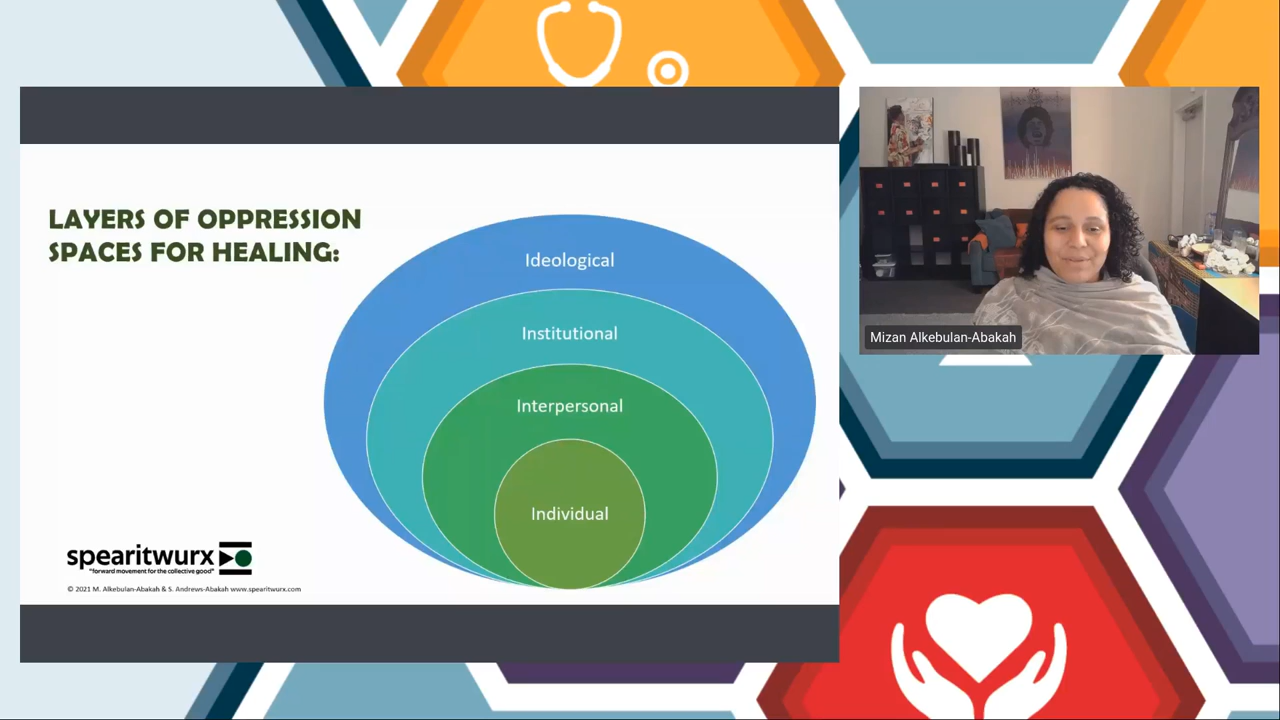 LAYERS OF OPPRESSION
SPACES FOR HEALING:
Ideological
Institutional
Interpersonal
Individual
spearitwurx
"forward movement for the collective good"
© 2021 M. Alkebulan-Abakah & S. Andrews-Abakah www.spearitwurx.com
Mizan Alkebulan-Abakah